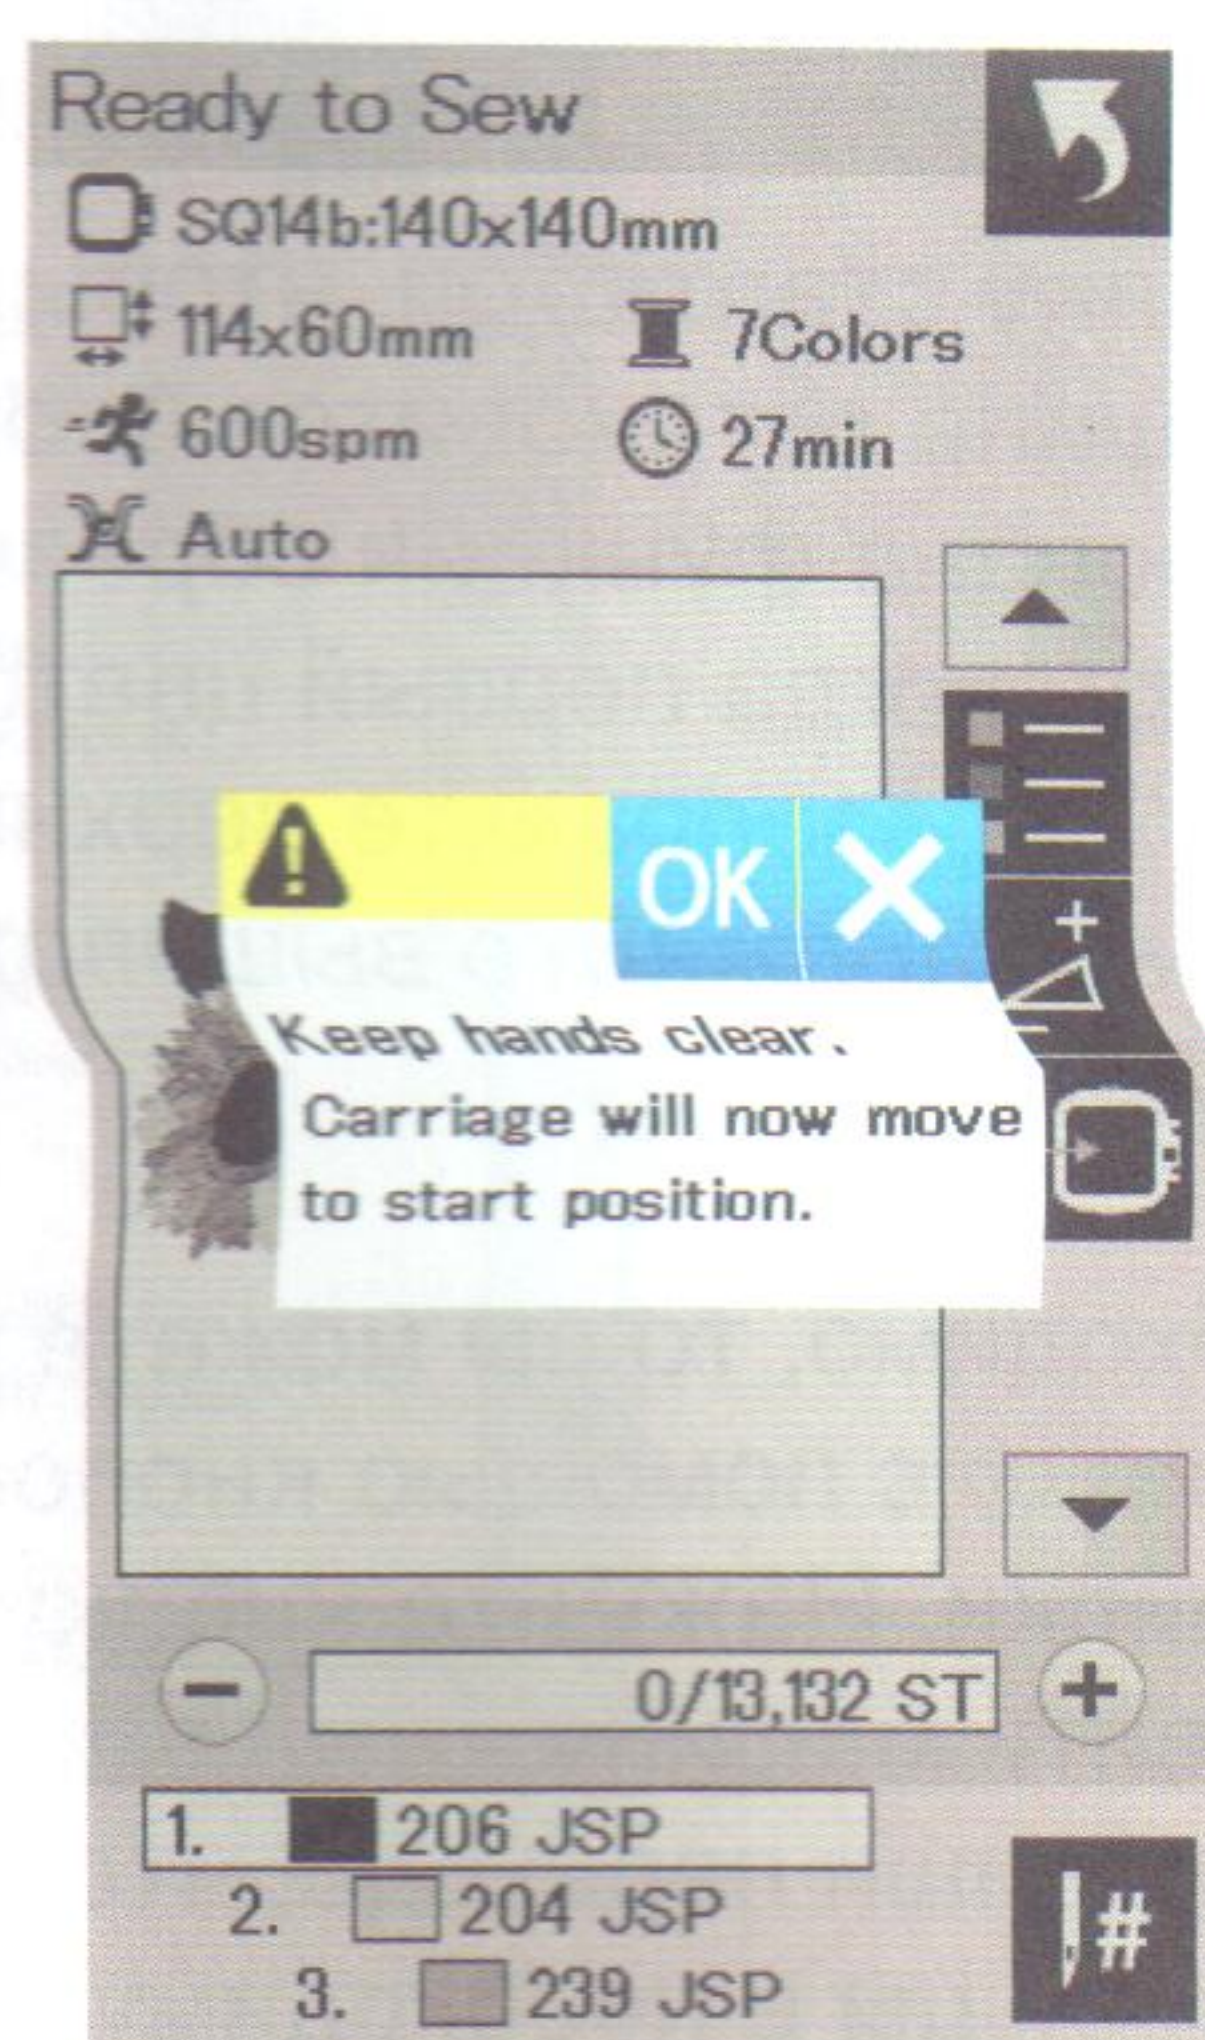 Ready to Sew
SQ14b:140x140mm
114x60mm 7Colors
600spm 27min
Auto
OK
Keep hands clear.
Carriage will now move
to start position.
0/13,132 ST
1. 206 JSP
2. 204 JSP
3. 239 JSP
#